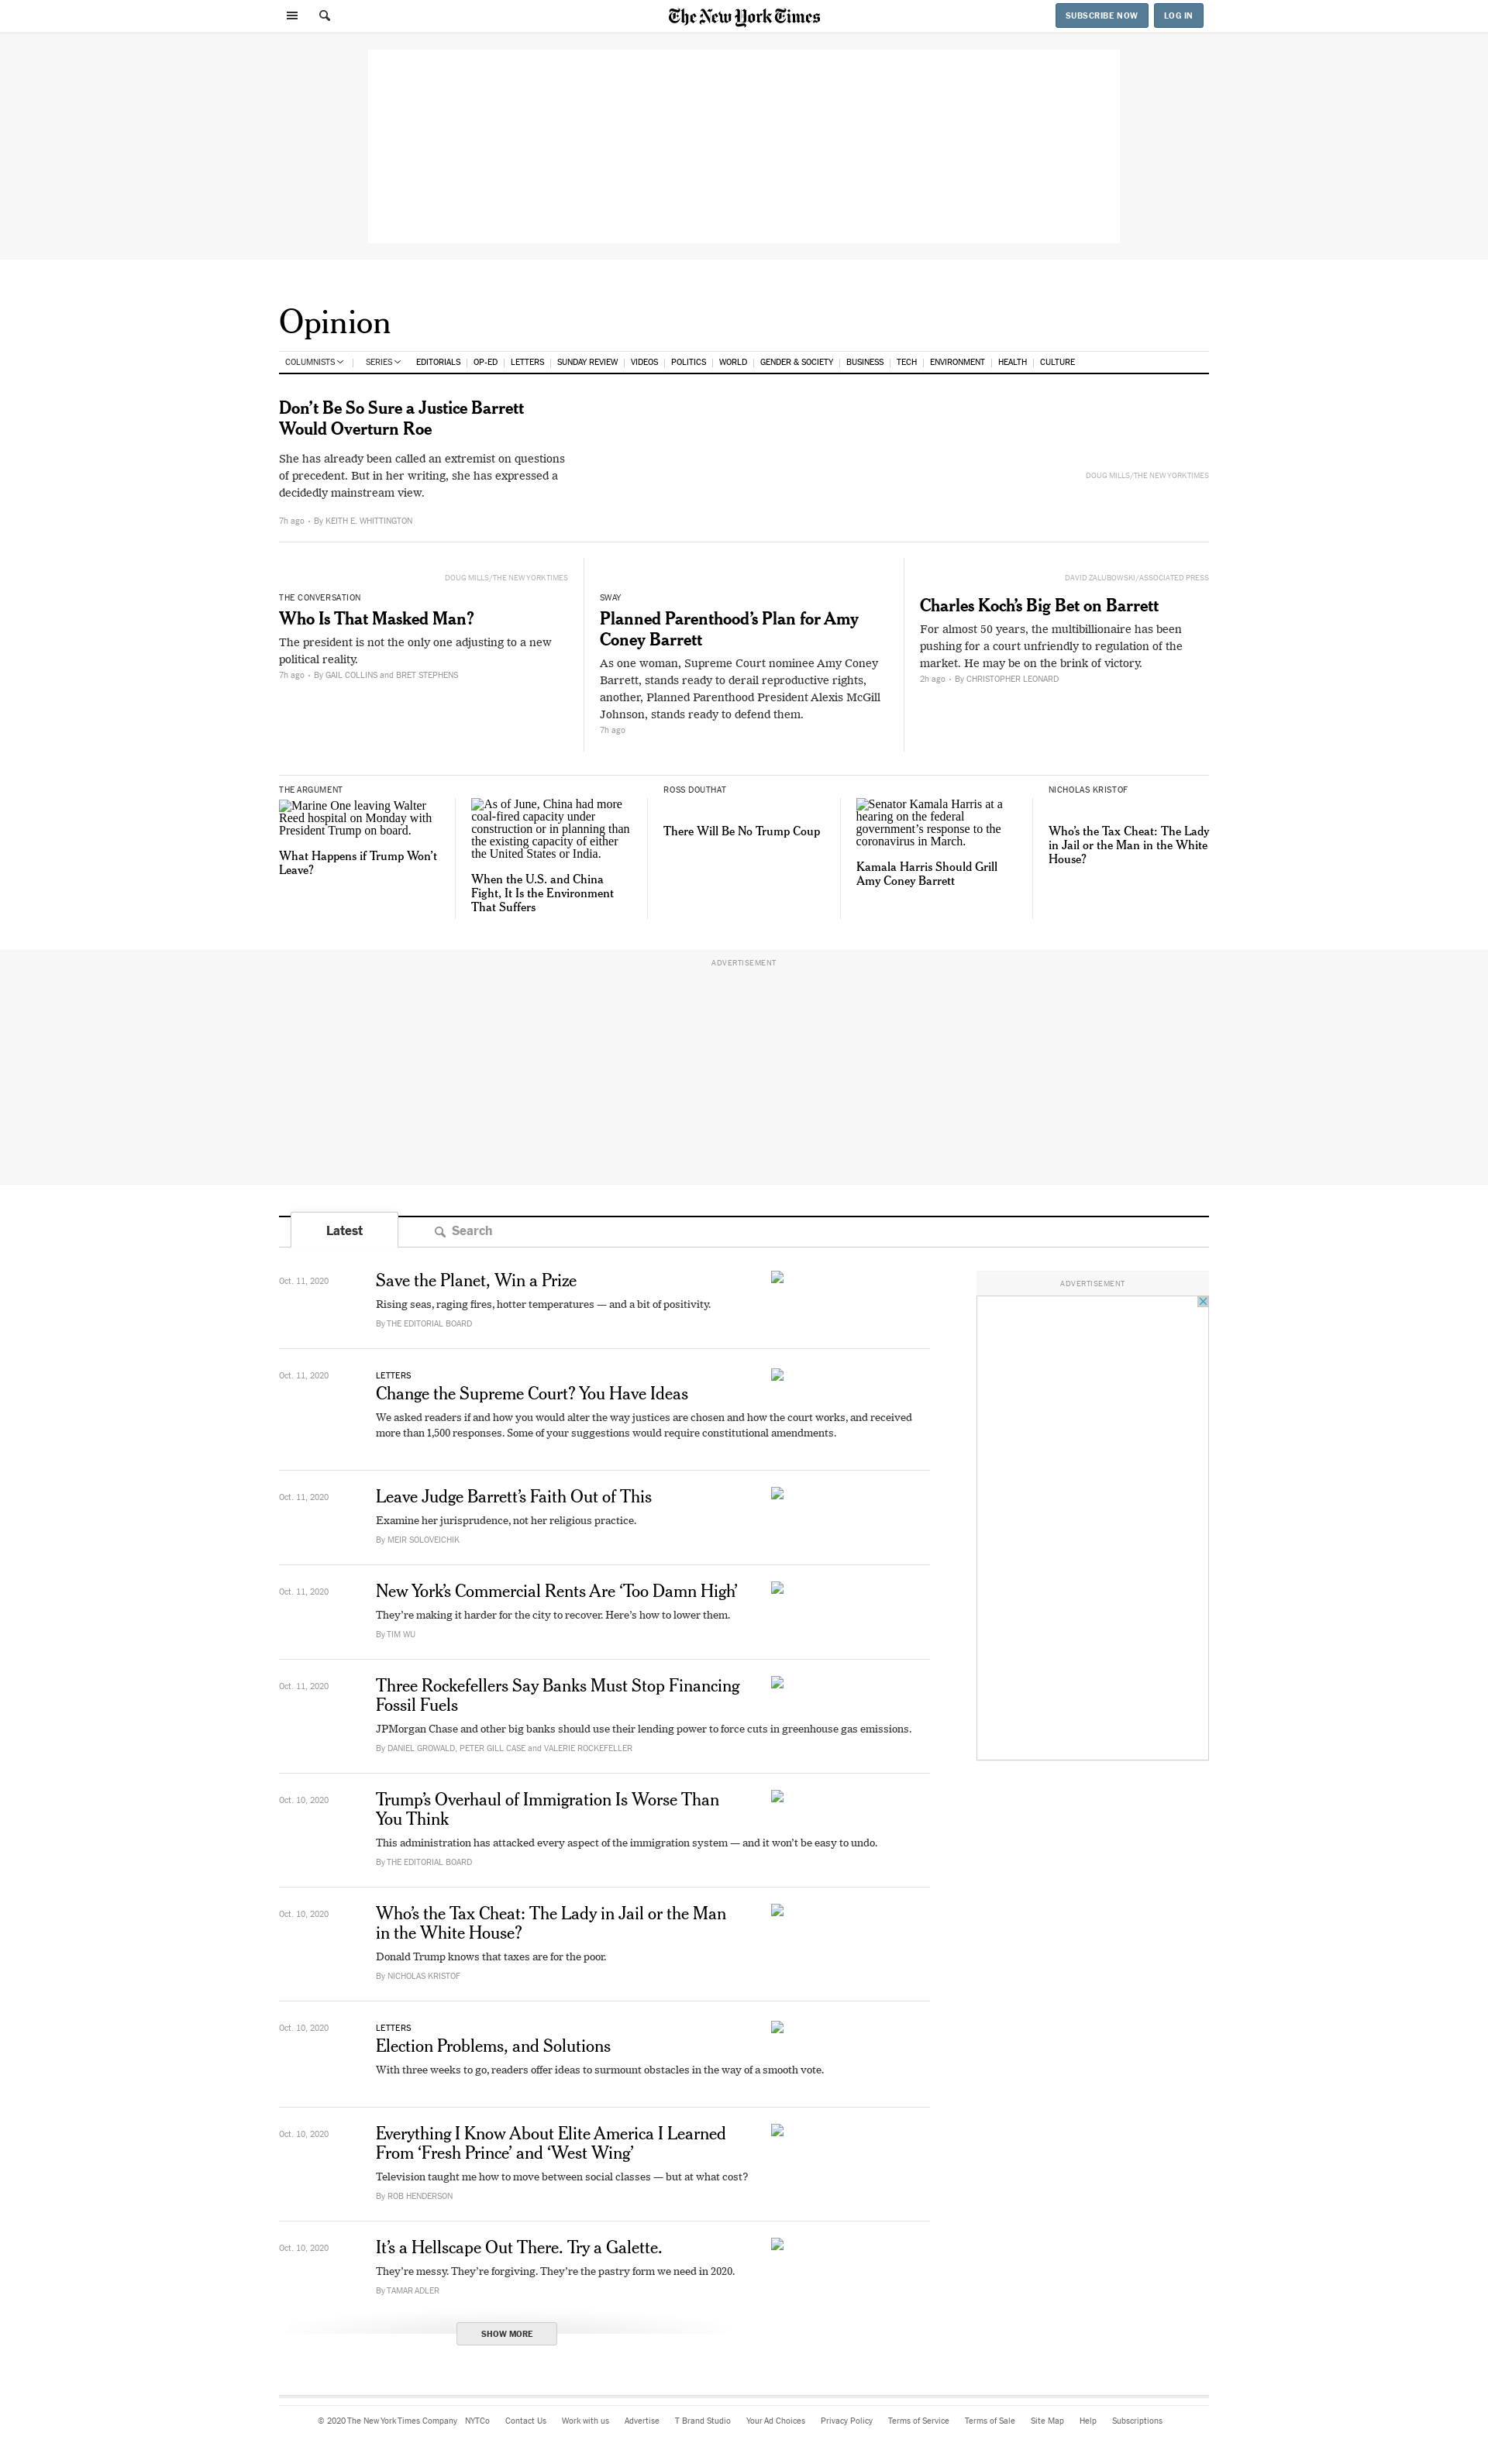 The New York Times
SUBSCRIBE NOW
LOG IN
Opinion
COLUMNISTS
SERIES
EDITORIALS
OP-ED
LETTERS
SUNDAY REVIEW
VIDEOS
POLITICS
WORLD
GENDER & SOCIETY
BUSINESS
TECH
ENVIRONMENT
HEALTH
CULTURE
Don’t Be So Sure a Justice Barrett
Would Overturn Roe
She has already been called an extremist on questions
of precedent. But in her writing, she has expressed a
decidedly mainstream view.
7h ago • By KEITH E. WHITTINGTON
DOUG MILLS/THE NEW YORK TIMES
DOUG MILLS/THE NEW YORK TIMES
THE CONVERSATION
Who Is That Masked Man?
The president is not the only one adjusting to a new
political reality.
7h ago • By GAIL COLLINS and BRET STEPHENS
SWAY
Planned Parenthood’s Plan for Amy
Coney Barrett
As one woman, Supreme Court nominee Amy Coney
Barrett, stands ready to derail reproductive rights,
another, Planned Parenthood President Alexis McGill
Johnson, stands ready to defend them.
7h ago
DAVID ZALUBOWSKI/ASSOCIATED PRESS
Charles Koch’s Big Bet on Barrett
For almost 50 years, the multibillionaire has been
pushing for a court unfriendly to regulation of the
market. He may be on the brink of victory.
2h ago • By CHRISTOPHER LEONARD
THE ARGUMENT
Marine One leaving Walter
Reed hospital on Monday with
President Trump on board.
What Happens if Trump Won’t
Leave?
As of June, China had more
coal-fired capacity under
construction or in planning than
the existing capacity of either
the United States or India.
When the U.S. and China
Fight, It Is the Environment
That Suffers
ROSS DOUTHAT
There Will Be No Trump Coup
Senator Kamala Harris at a
hearing on the federal
government’s response to the
coronavirus in March.
Kamala Harris Should Grill
Amy Coney Barrett
NICHOLAS KRISTOF
Who’s the Tax Cheat: The Lady
in Jail or the Man in the White
House?
ADVERTISEMENT
Latest
Search
Oct. 11, 2020
Save the Planet, Win a Prize
Rising seas, raging fires, hotter temperatures — and a bit of positivity.
By THE EDITORIAL BOARD
ADVERTISEMENT
Oct. 11, 2020
LETTERS
Change the Supreme Court? You Have Ideas
We asked readers if and how you would alter the way justices are chosen and how the court works, and received
more than 1,500 responses. Some of your suggestions would require constitutional amendments.
Oct. 11, 2020
Leave Judge Barrett’s Faith Out of This
Examine her jurisprudence, not her religious practice.
By MEIR SOLOVEICHIK
Oct. 11, 2020
New York’s Commercial Rents Are ‘Too Damn High’
They’re making it harder for the city to recover. Here’s how to lower them.
By TIM WU
Oct. 11, 2020
Three Rockefellers Say Banks Must Stop Financing
Fossil Fuels
JPMorgan Chase and other big banks should use their lending power to force cuts in greenhouse gas emissions.
By DANIEL GROWALD, PETER GILL CASE and VALERIE ROCKEFELLER
Oct. 10, 2020
Trump’s Overhaul of Immigration Is Worse Than
You Think
This administration has attacked every aspect of the immigration system — and it won’t be easy to undo.
By THE EDITORIAL BOARD
Oct. 10, 2020
Who’s the Tax Cheat: The Lady in Jail or the Man
in the White House?
Donald Trump knows that taxes are for the poor.
By NICHOLAS KRISTOF
Oct. 10, 2020
LETTERS
Election Problems, and Solutions
With three weeks to go, readers offer ideas to surmount obstacles in the way of a smooth vote.
Oct. 10, 2020
Everything I Know About Elite America I Learned
From ‘Fresh Prince’ and ‘West Wing’
Television taught me how to move between social classes — but at what cost?
By ROB HENDERSON
Oct. 10, 2020
It’s a Hellscape Out There. Try a Galette.
They’re messy. They’re forgiving. They’re the pastry form we need in 2020.
By TAMAR ADLER
SHOW MORE
© 2020 The New York Times Company
NYTCo
Contact Us
Work with us
Advertise
T Brand Studio
Your Ad Choices
Privacy Policy
Terms of Service
Terms of Sale
Site Map
Help
Subscriptions